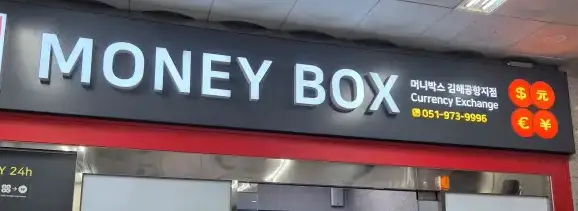 MONEY BOX
머니박스 김해공항지점
Currency Exchange
051-973-9996
$ 元
€ ¥
Y 24h